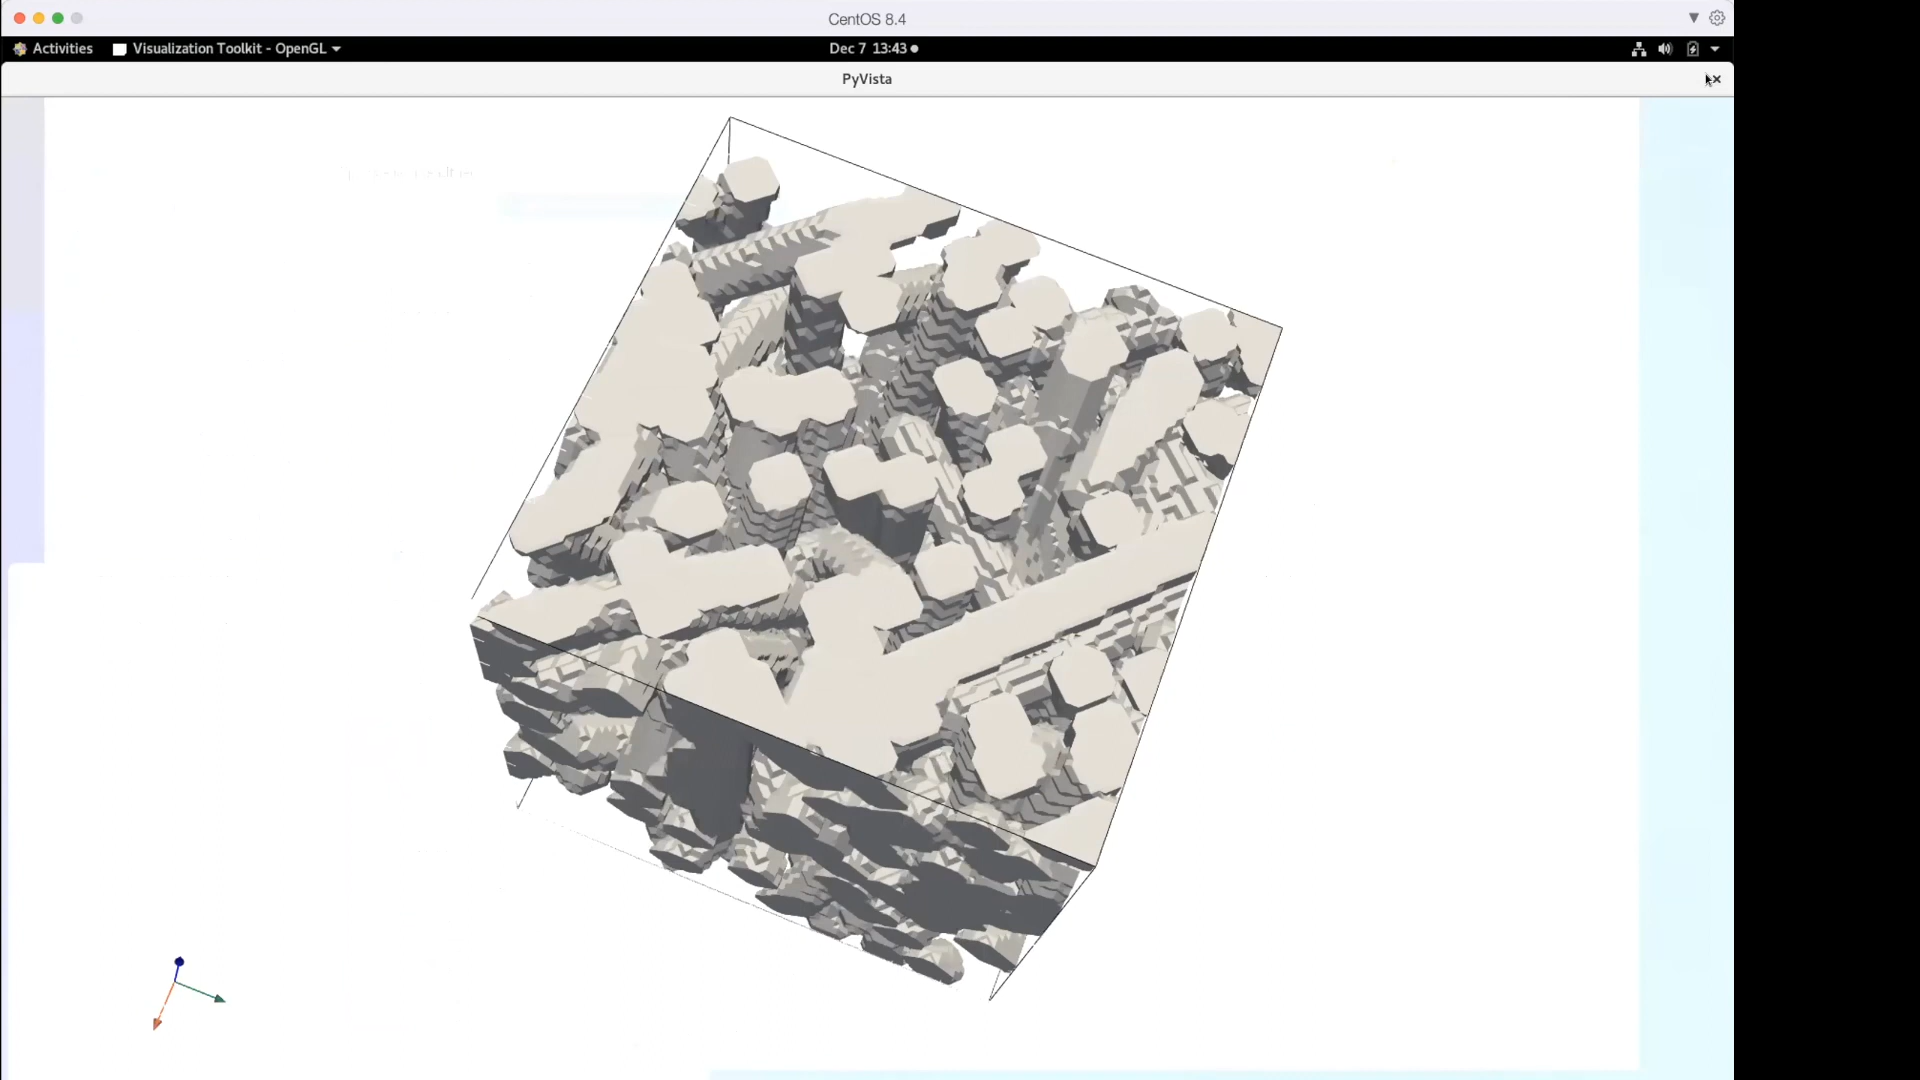 CentOS 8.4
Activities
Visualization Toolkit - OpenGL
Dec 7 13:43
PyVista